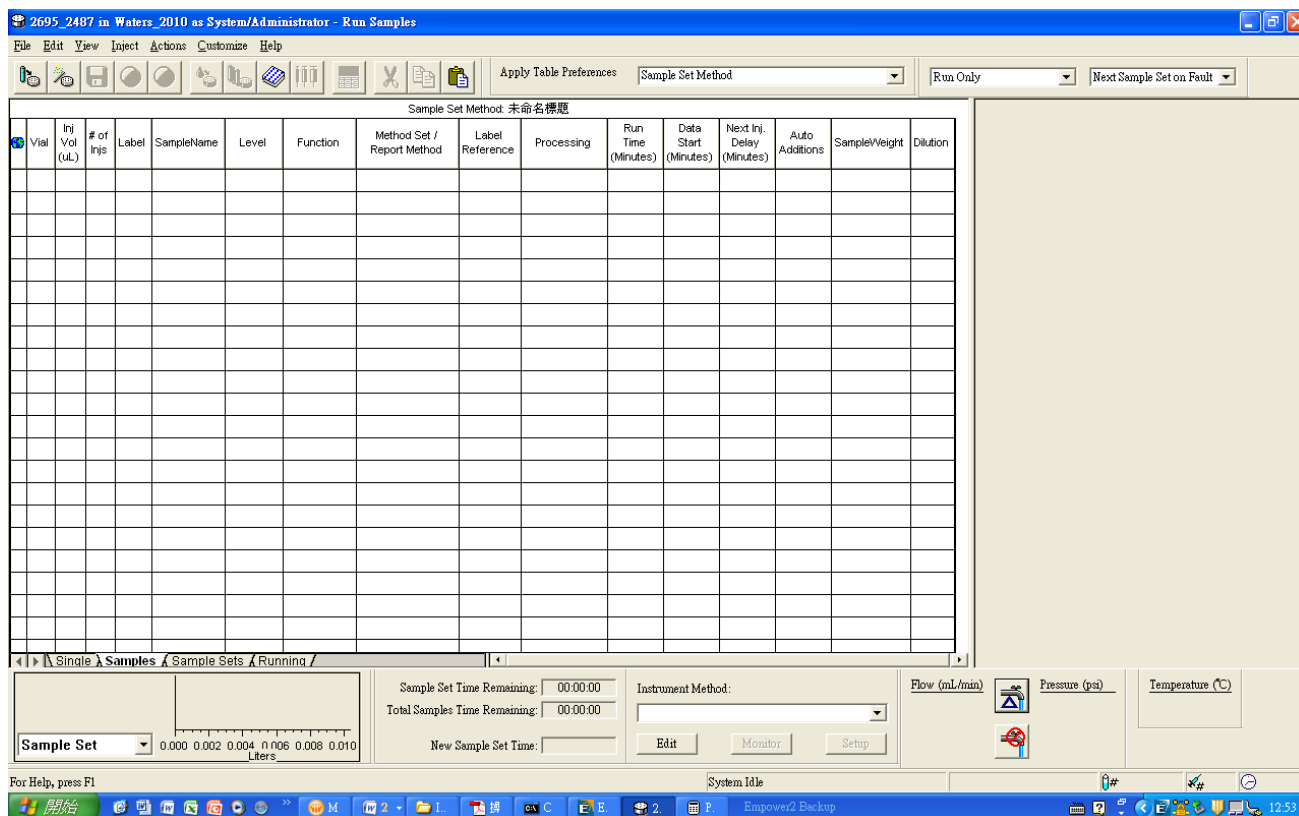 2695_2487 in Waters_2010 as System/Administrator - Run Samples
File Edit View Inject Actions Customize Help
Apply Table Preferences Sample Set Method Run Only Next Sample Set on Fault
Sample Set Method: 未命名標題
Vial Inj Vol (uL) # of Injs Label SampleName Level Function Method Set / Report Method Label Reference Processing Run Time (Minutes) Data Start (Minutes) Next Inj. Delay (Minutes) Auto Additions SampleWeight Dilution
Single Samples Sample Sets Running
Sample Set Time Remaining: 00:00:00
Total Samples Time Remaining: 00:00:00
New Sample Set Time:
Sample Set
0.000 0.002 0.004 0.006 0.008 0.010
Liters
Instrument Method:
Edit Monitor Setup
Flow (mL/min) Pressure (psi) Temperature (℃)
For Help, press F1
System Idle
#
#
開始 M 2 I.. 博 C E. 2. P. Empower2 Backup 12:53